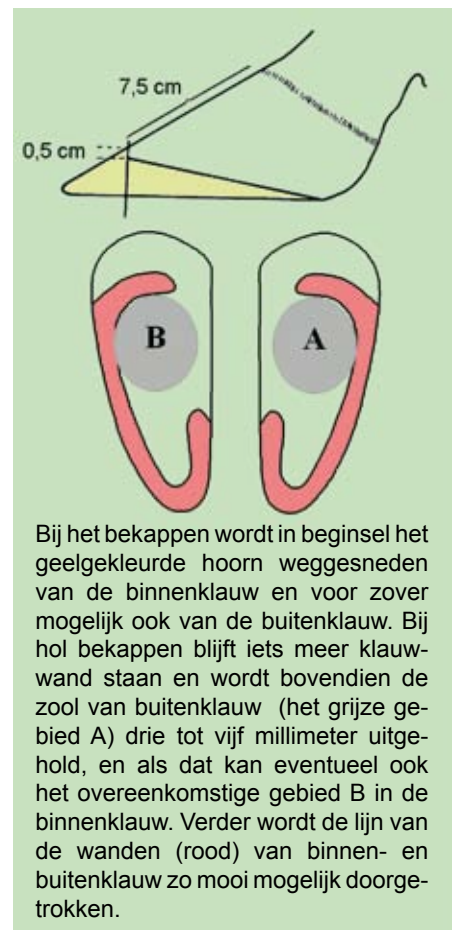 7,5 cm
0,5 cm
B
A
Bij het bekappen wordt in beginsel het
geelgekleurde hoorn weggesneden
van de binnenklauw en voor zover
mogelijk ook van de buitenklauw. Bij
hol bekappen blijft iets meer klauw-
wand staan en wordt bovendien de
zool van buitenklauw (het grijze ge-
bied A) drie tot vijf millimeter uitge-
hold, en als dat kan eventueel ook
het overeenkomstige gebied B in de
binnenklauw. Verder wordt de lijn van
de wanden (rood) van binnen- en
buitenklauw zo mooi mogelijk doorge-
trokken.